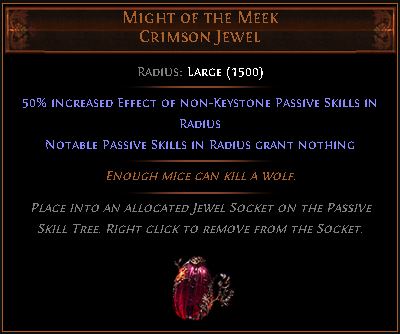 Might of the Meek
Crimson Jewel
Radius: Large (1500)
50% increased Effect of non-Keystone Passive Skills in
Radius
Notable Passive Skills in Radius grant nothing
Enough mice can kill a wolf.
Place into an allocated Jewel Socket on the Passive
Skill Tree. Right click to remove from the Socket.